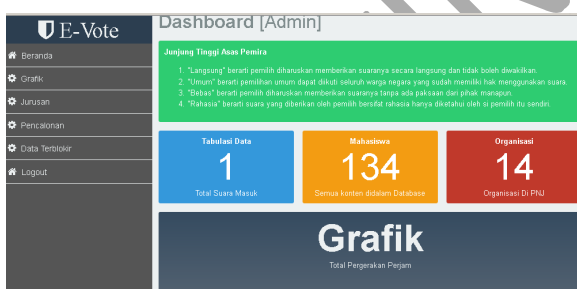 E-Vote
Dashboard [Admin]
Beranda
Grafik
Jurusan
Pencalonan
Data Terblokir
Logout
Junjung Tinggi Asas Pemira
1. "Langsung" berarti pemilih diharuskan memberikan suaranya secara langsung dan tidak boleh diwakilkan.
2. "Umum" berarti pemilihan umum dapat dikuti seluruh warga negara yang sudah memiliki hak menggunakan suara.
3. "Bebas" berarti pemilih diharuskan memberikan suaranya tanpa ada paksaan dari pihak manapun.
4. "Rahasia" berarti suara yang diberikan oleh pemilih bersifat rahasia hanya diketahui oleh si pemilih itu sendiri.
Tabulasi Data
1
Total Suara Masuk
Mahasiswa
134
Semua konten didalam Database
Organisasi
14
Organisasi Di PNJ
Grafik
Total Pergerakan Perjam